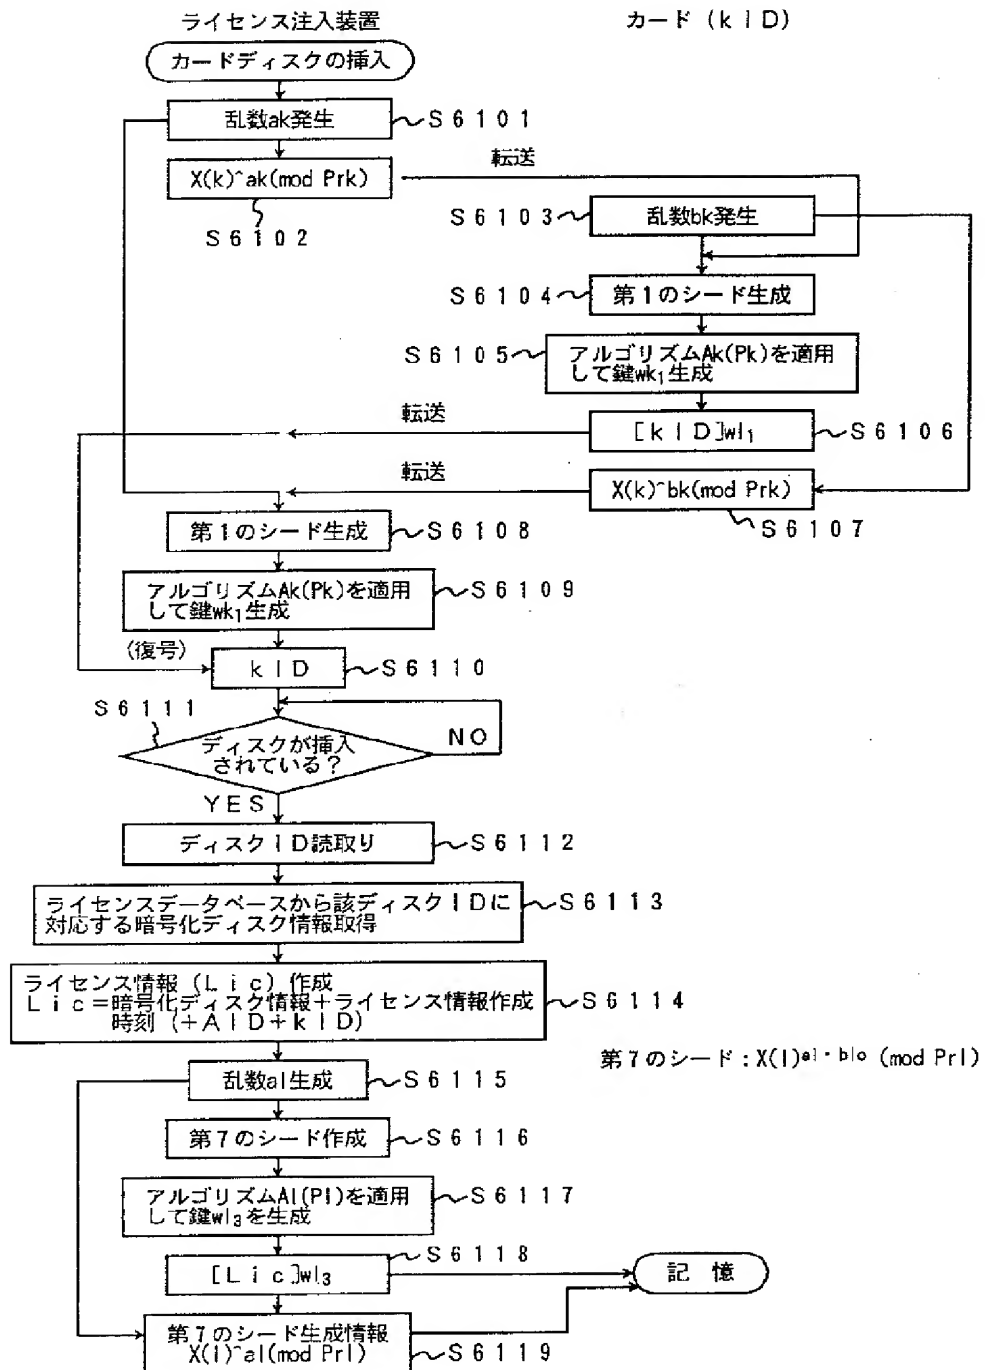 ライセンス注入装置
カード (kID)
カードディスクの挿入
乱数ak発生
S6101
X(k)^ak(mod Prk)
転送
S6102
S6103
乱数bk発生
S6104
第1のシード生成
S6105
アルゴリズムAk(Pk)を適用
して鍵wk₁生成
転送
[kID]wl₁
S6106
転送
X(k)^bk(mod Prk)
S6107
第1のシード生成
S6108
アルゴリズムAk(Pk)を適用
して鍵wk₁生成
S6109
(復号)
kID
S6110
S6111
ディスクが挿入
されている?
NO
YES
ディスクID読取り
S6112
ライセンスデータベースから該ディスクIDに
対応する暗号化ディスク情報取得
S6113
ライセンス情報 (Lic) 作成
Lic=暗号化ディスク情報+ライセンス情報作成
時刻 (+AID+kID)
S6114
第7のシード:X(l)^al・blo (mod Prl)
乱数al生成
S6115
第7のシード作成
S6116
アルゴリズムAl(Pl)を適用
して鍵wl₃を生成
S6117
[Lic]wl₃
S6118
記憶
第7のシード生成情報
X(l)^al(mod Prl)
S6119